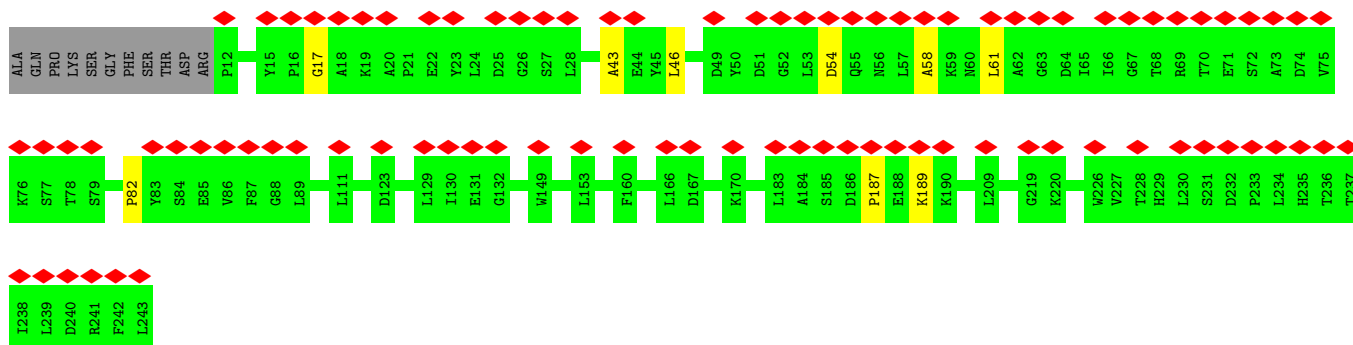 ALA GLN PRO LYS SER GLY PHE SER THR ASP ARG P12 Y15 P16 G17 A18 K19 A20 P21 E22 Y23 L24 D25 G26 S27 L28 A43 E44 Y45 L46 D49 Y50 D51 G52 L53 D54 Q55 N56 L57 A58 K59 N60 L61 A62 G63 D64 I65 I66 G67 T68 R69 T70 E71 S72 A73 D74 V75
K76 S77 T78 S79 P82 Y83 S84 E85 V86 F87 G88 L89 L111 D123 L129 I130 E131 G132 W149 L153 F160 L166 D167 K170 L183 A184 S185 D186 P187 E188 K189 K190 L209 G219 K220 W226 V227 T228 H229 L230 S231 D232 P233 L234 H235 T236 T237
I238 L239 D240 R241 F242 L243